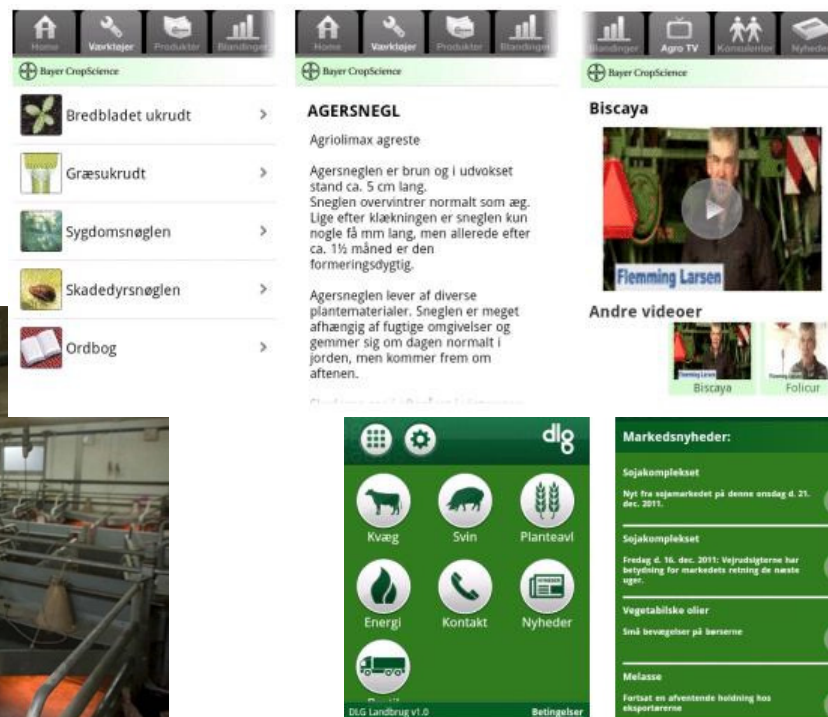 Home Værktøjer Produkter Blandinger
Bayer CropScience
Bredbladet ukrudt
Græsukrudt
Sygdomsnøglen
Skadedyrsnøglen
Ordbog
Home Værktøjer Produkter Blandinger
Bayer CropScience
AGERSNEGL
Agriolimax agreste
Agersneglen er brun og i udvokset
stand ca. 5 cm lang.
Sneglen overvintrer normalt som æg.
Lige efter klækningen er sneglen kun
nogle få mm lang, men allerede efter
ca. 1½ måned er den
formeringsdygtig.
Agersneglen lever af diverse
plantematerialer. Sneglen er meget
afhængig af fugtige omgivelser og
gemmer sig om dagen normalt i
jorden, men kommer frem om
aftenen.
Blandinger Agro TV Konsulenter Nyheder
Bayer CropScience
Biscaya
Flemming Larsen
Andre videoer
Biscaya Folicur
dlg
Kvæg Svin Planteavl
Energi Kontakt Nyheder
DLG Landbrug v1.0 Betingelser
Markedsnyheder:
Sojakomplekset
Nyt fra sojamarkedet på denne onsdag d. 21.
dec. 2011.
Sojakomplekset
Fredag d. 16. dec. 2011: Vejrudsigterne har
betydning for markedets retning de næste
uger.
Vegetabilske olier
Små bevægelser på børserne
Melasse
Fortsat en afventende holdning hos
eksportørerne